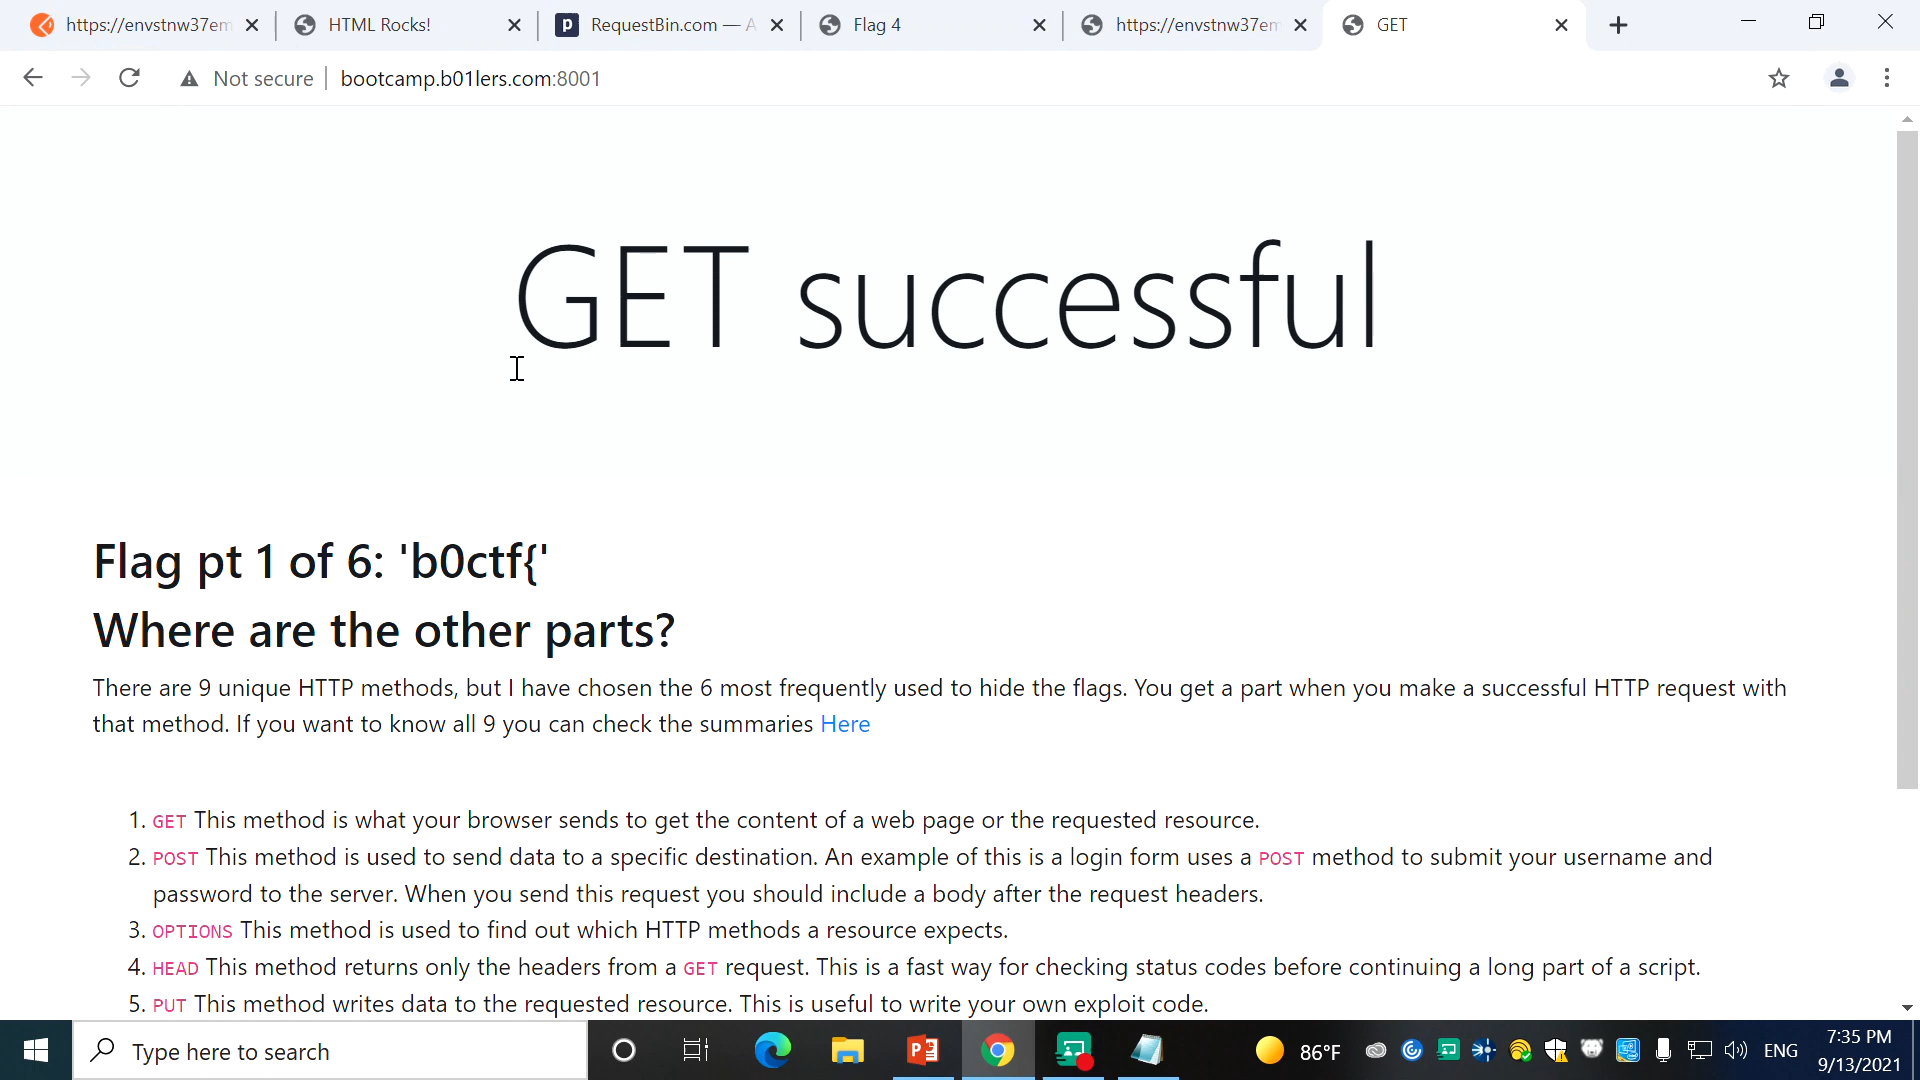 https://envstnw37em
HTML Rocks!
RequestBin.com — A
Flag 4
https://envstnw37em
GET
Not secure
bootcamp.b01lers.com:8001
GET successful
Flag pt 1 of 6: 'b0ctf{'
Where are the other parts?
There are 9 unique HTTP methods, but I have chosen the 6 most frequently used to hide the flags. You get a part when you make a successful HTTP request with
that method. If you want to know all 9 you can check the summaries Here
1. GET This method is what your browser sends to get the content of a web page or the requested resource.
2. POST This method is used to send data to a specific destination. An example of this is a login form uses a POST method to submit your username and
password to the server. When you send this request you should include a body after the request headers.
3. OPTIONS This method is used to find out which HTTP methods a resource expects.
4. HEAD This method returns only the headers from a GET request. This is a fast way for checking status codes before continuing a long part of a script.
5. PUT This method writes data to the requested resource. This is useful to write your own exploit code.
Type here to search
86°F
ENG
7:35 PM
9/13/2021